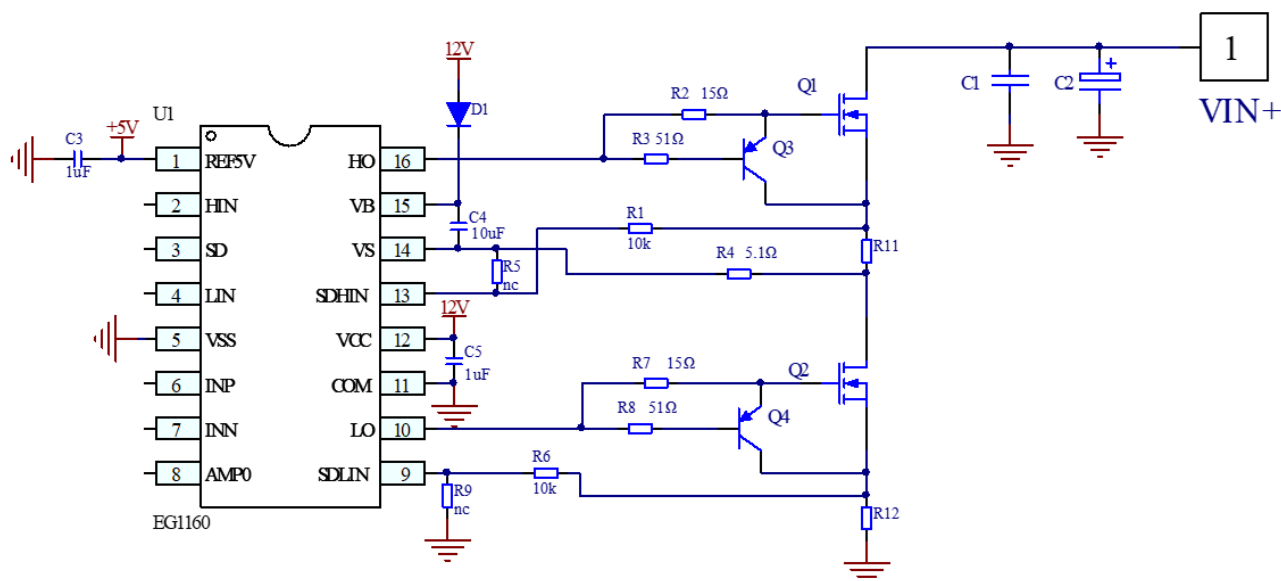 12V
1
VIN+
C1
C2
+
D1
R2 15Ω
Q1
R3 51Ω
Q3
U1
C3
+5V
1uF
1 REF5V
HO 16
2 HIN
VB 15
3 SD
VS 14
4 LIN
SDHIN 13
5 VSS
VCC 12
6 INP
COM 11
7 INN
LO 10
8 AMP0
SDLIN 9
EG1160
C4
10uF
R1
10k
R11
R4 5.1Ω
R5
nc
12V
C5
1uF
R7 15Ω
Q2
R8 51Ω
Q4
R6
10k
R9
nc
R12